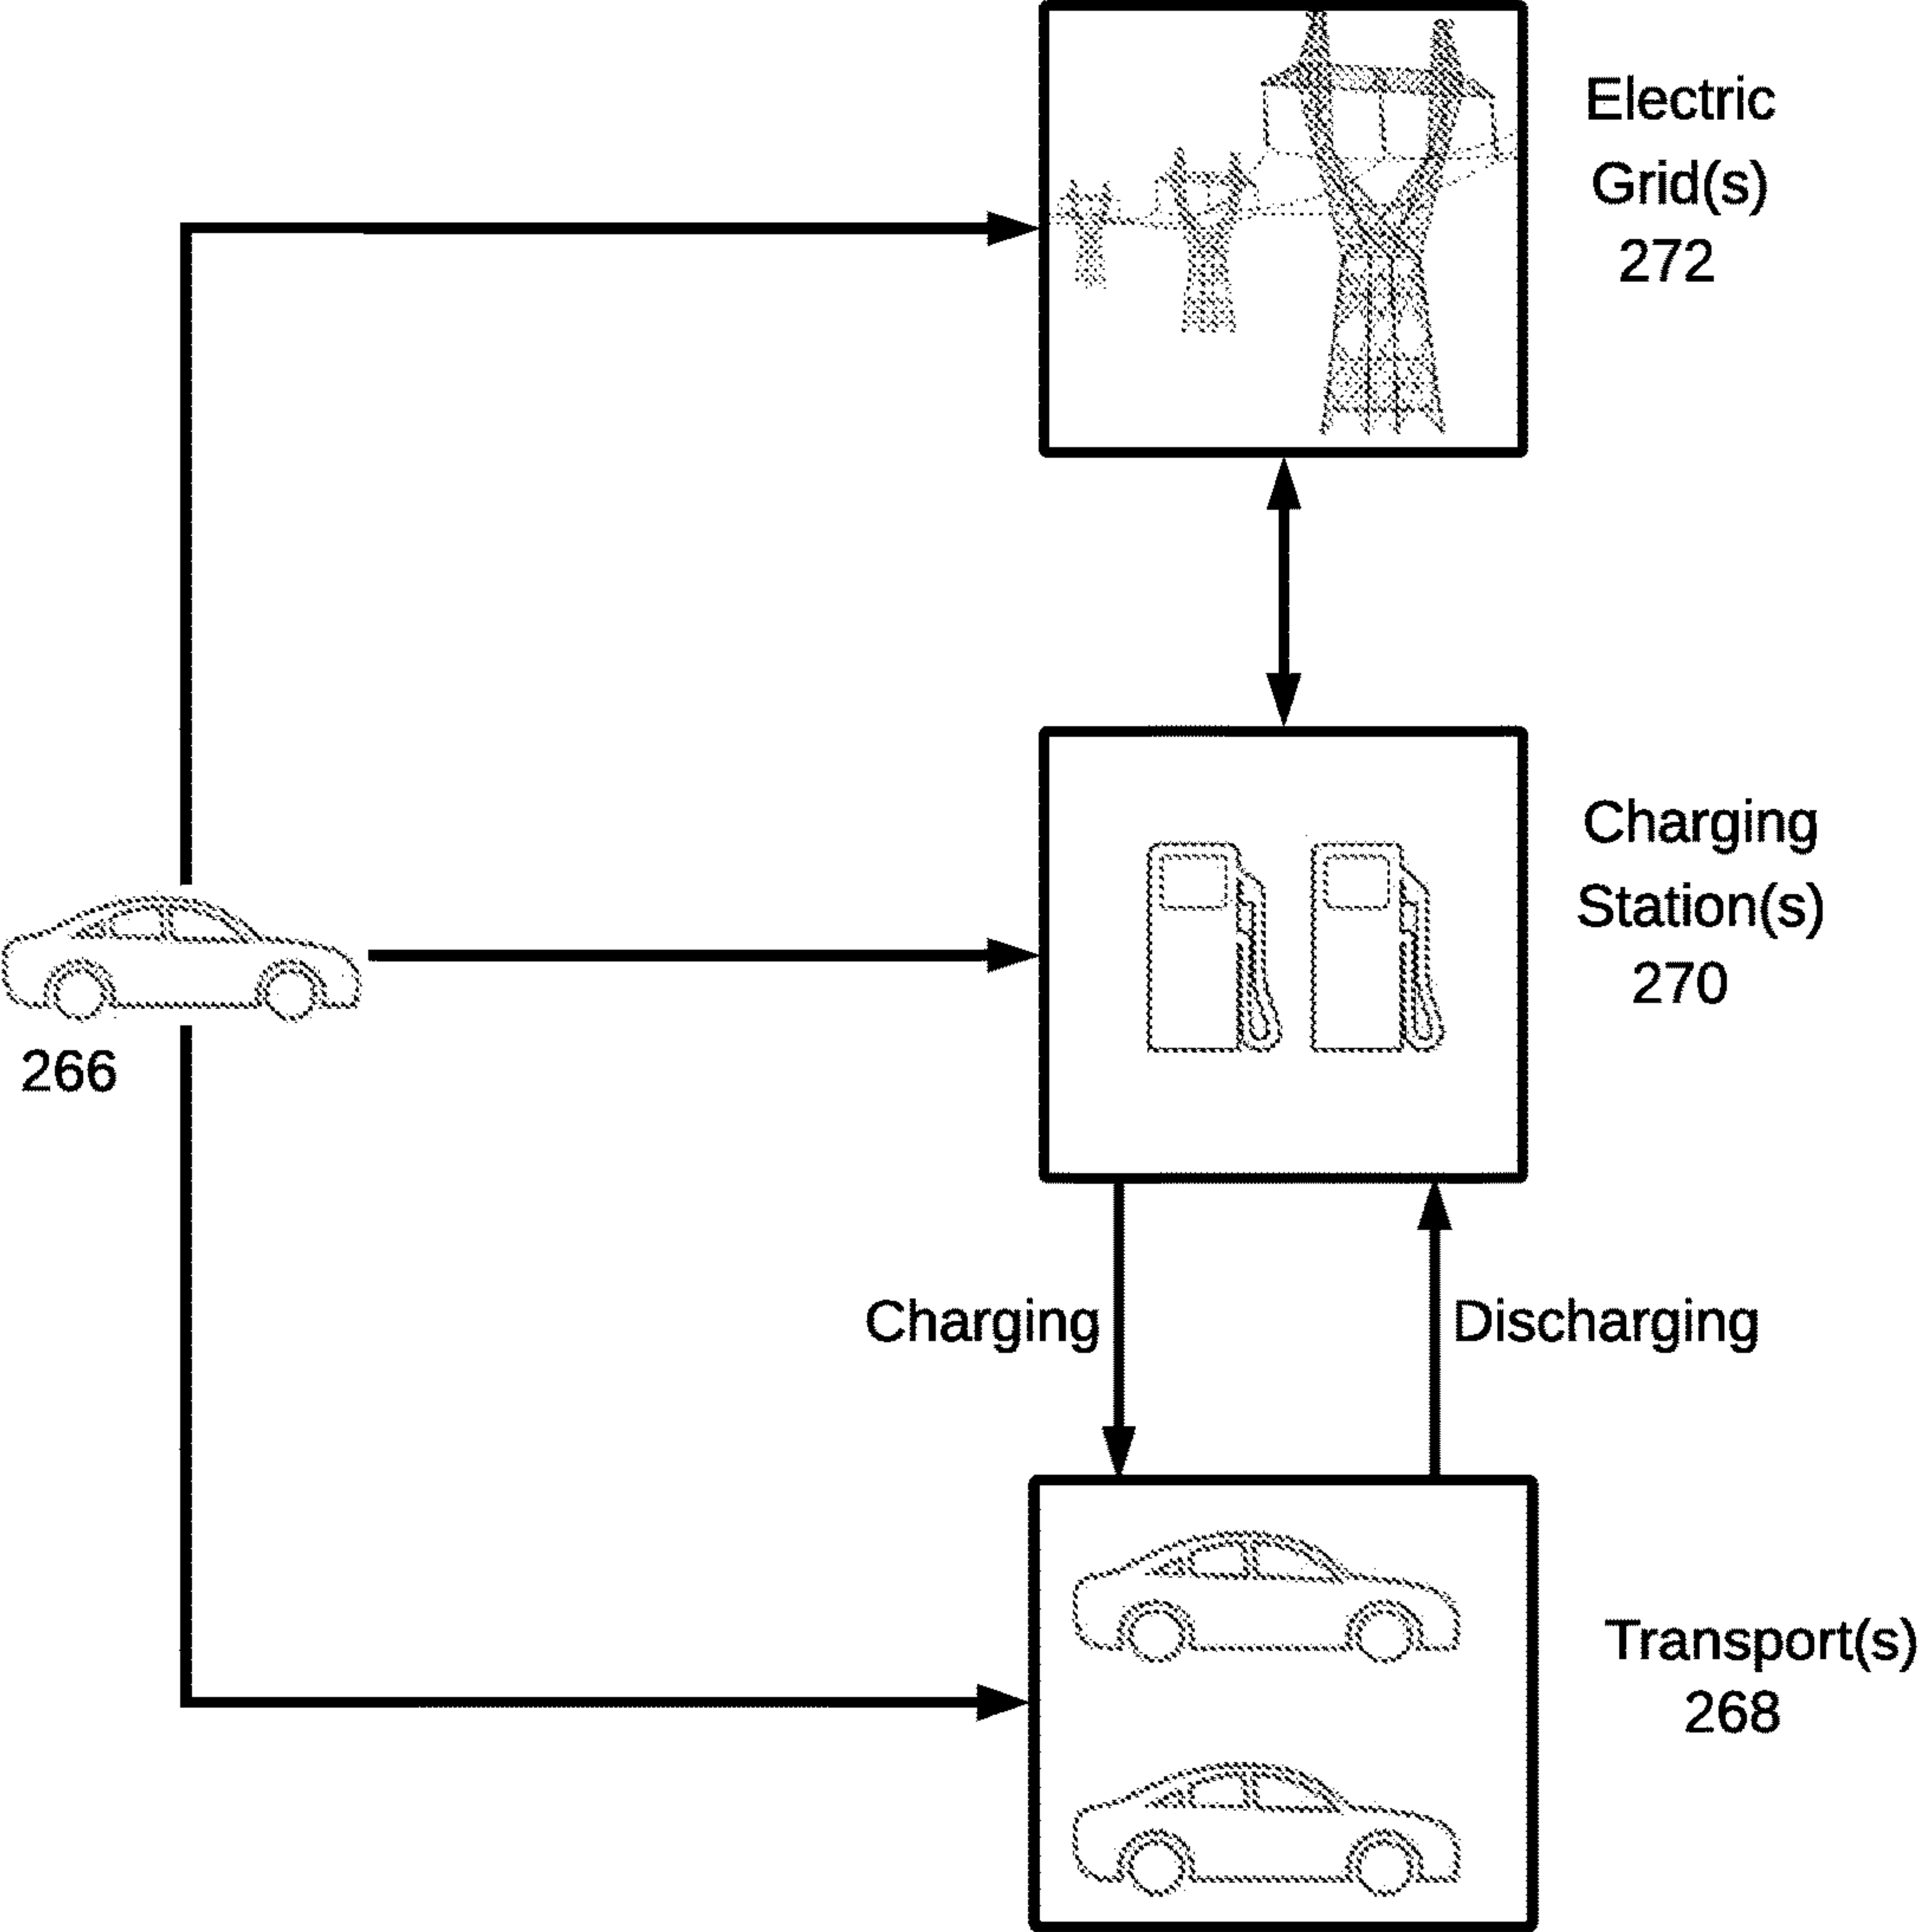 Electric
Grid(s)
272
Charging
Station(s)
270
266
Charging
Discharging
Transport(s)
268